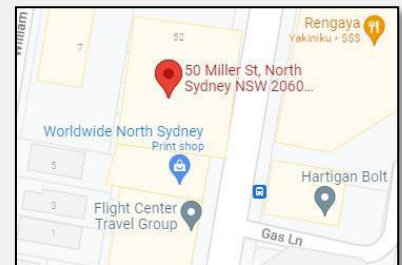 William
52
7
Rengaya
Yakiniku • $$$
50 Miller St, North
Sydney NSW 2060...
Worldwide North Sydney
Print shop
5
3
1
Flight Center
Travel Group
Hartigan Bolt
Gas Ln